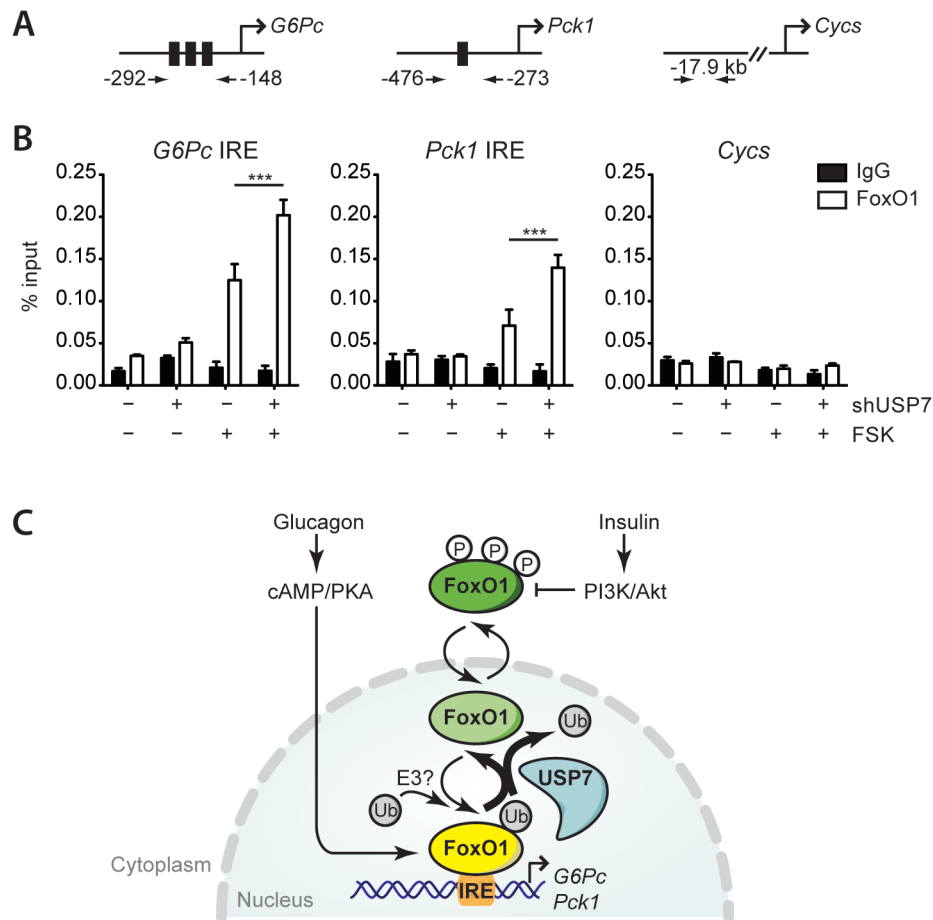 A
G6Pc
Pck1
Cycs
-292
-148
-476
-273
-17.9 kb
B
G6Pc IRE
Pck1 IRE
Cycs
IgG
FoxO1
% input
0.25
0.20
0.15
0.10
0.05
0.00
***
0.25
0.20
0.15
0.10
0.05
0.00
***
0.25
0.20
0.15
0.10
0.05
0.00
– + – + – + – + – + – + shUSP7
– – + + – – + + – – + + FSK
C
Glucagon
Insulin
cAMP/PKA
P P P
FoxO1
PI3K/Akt
FoxO1
Ub
E3?
USP7
Ub
Ub
FoxO1
Cytoplasm
IRE
G6Pc
Nucleus
Pck1